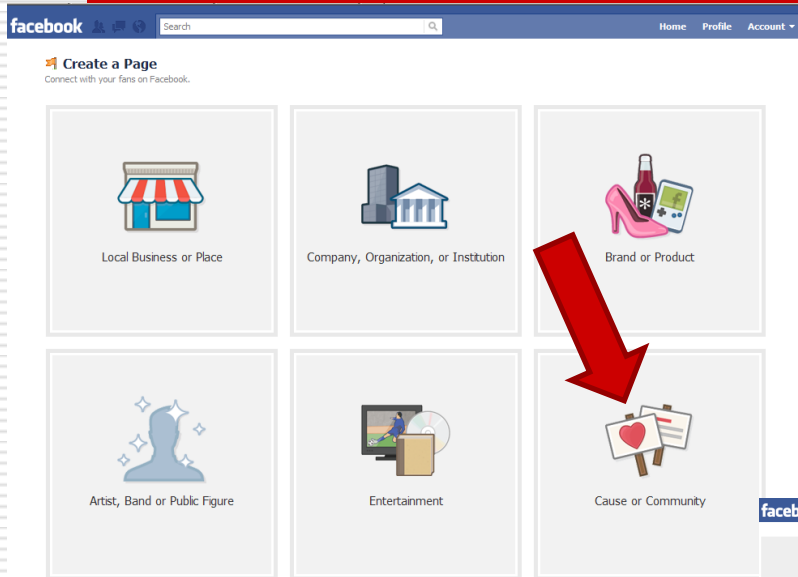 facebook Search Home Profile Account
Create a Page
Connect with your fans on Facebook.
Local Business or Place Company, Organization, or Institution Brand or Product
Artist, Band or Public Figure Entertainment Cause or Community
faceb